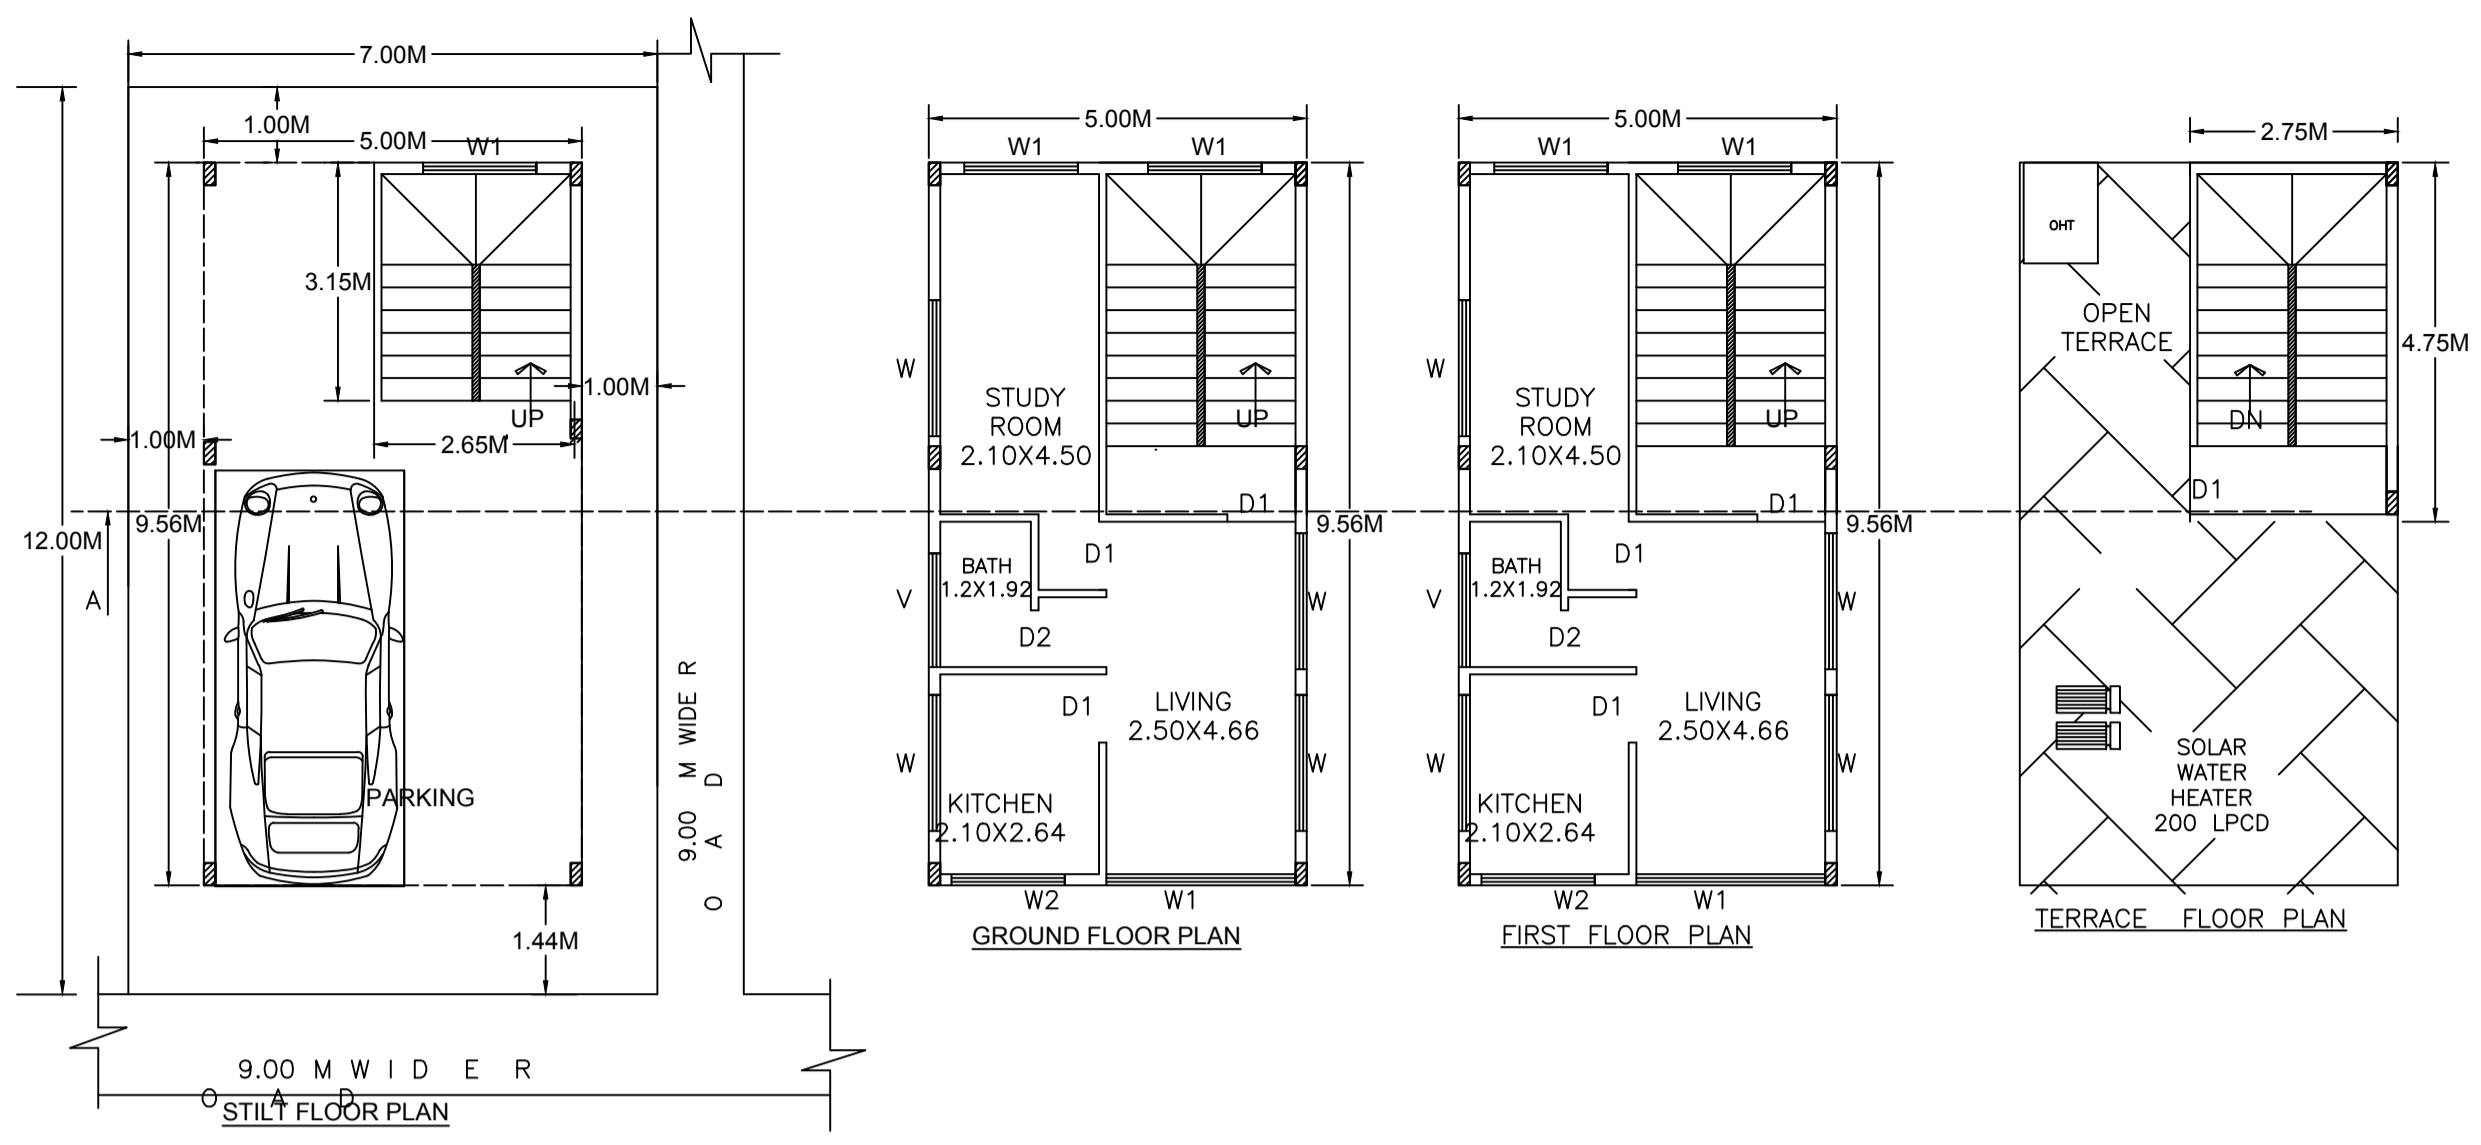 7.00M
1.00M
5.00M
W1
3.15M
UP
1.00M
1.00M
2.65M
12.00M
9.56M
A
PARKING
1.44M
9.00 M WIDE R
O A D
9.00 M W I D E R
O A D
STILT FLOOR PLAN
5.00M
W1 W1
W
STUDY
ROOM
2.10X4.50
UP
D1
9.56M
BATH
1.2X1.92
D1
V
W
D2
D1
LIVING
2.50X4.66
W
W
KITCHEN
2.10X2.64
W2 W1
GROUND FLOOR PLAN
5.00M
W1 W1
W
STUDY
ROOM
2.10X4.50
UP
D1
9.56M
BATH
1.2X1.92
D1
V
W
D2
D1
LIVING
2.50X4.66
W
W
KITCHEN
2.10X2.64
W2 W1
FIRST FLOOR PLAN
2.75M
OHT
OPEN
TERRACE
4.75M
DN
D1
SOLAR
WATER
HEATER
200 LPCD
TERRACE FLOOR PLAN